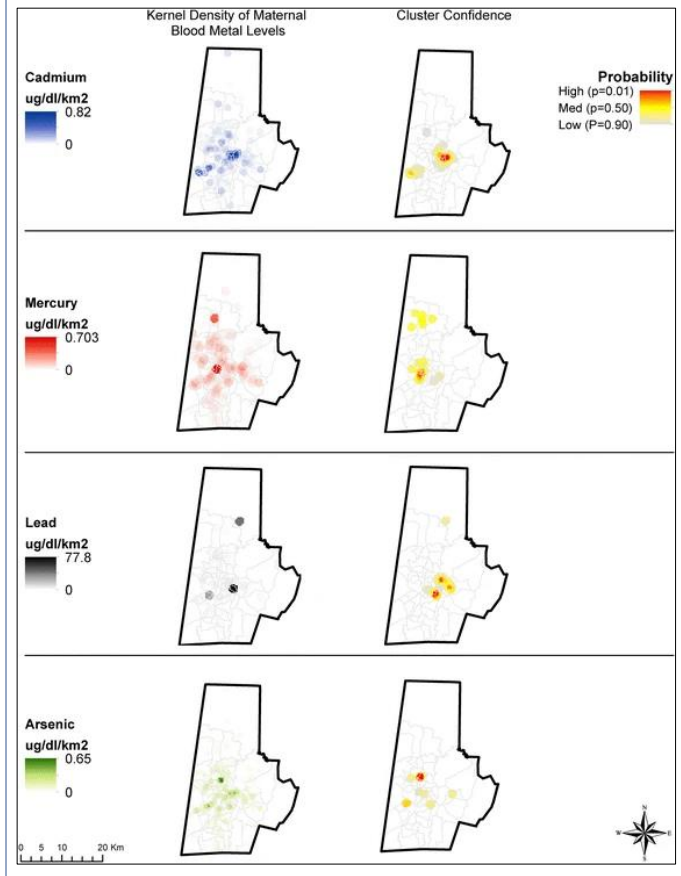 Kernel Density of Maternal
Blood Metal Levels
Cluster Confidence
Cadmium
ug/dl/km2
0.82
0
Probability
High (p=0.01)
Med (p=0.50)
Low (P=0.90)
Mercury
ug/dl/km2
0.703
0
Lead
ug/dl/km2
77.8
0
Arsenic
ug/dl/km2
0.65
0
0 5 10 20 Km
N
W E
S